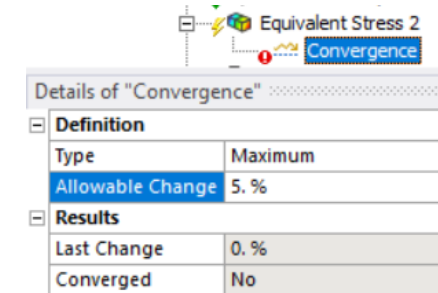 Equivalent Stress 2
Convergence
Details of "Convergence"
Definition
Type Maximum
Allowable Change 5. %
Results
Last Change 0. %
Converged No